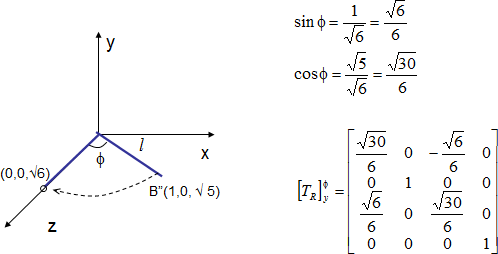 y
l
x
ϕ
(0,0,√6)
B"(1,0, √ 5)
z
sin ϕ = 1/√6 = √6/6
cos ϕ = √5/√6 = √30/6
[T_R]_y^ϕ = [
√30/6 0 −√6/6 0
0 1 0 0
√6/6 0 √30/6 0
0 0 0 1
]